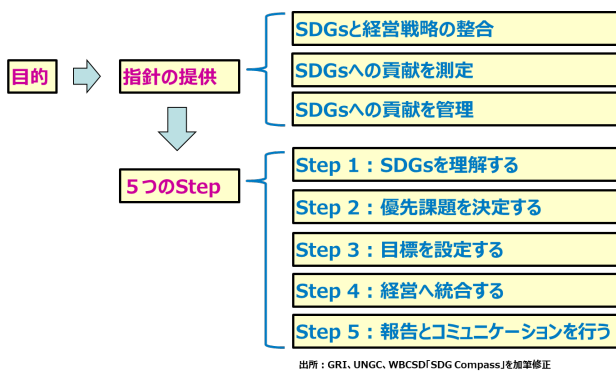 目的
指針の提供
SDGsと経営戦略の整合
SDGsへの貢献を測定
SDGsへの貢献を管理
5つのStep
Step 1：SDGsを理解する
Step 2：優先課題を決定する
Step 3：目標を設定する
Step 4：経営へ統合する
Step 5：報告とコミュニケーションを行う
出所：GRI、UNGC、WBCSD「SDG Compass」を加筆修正